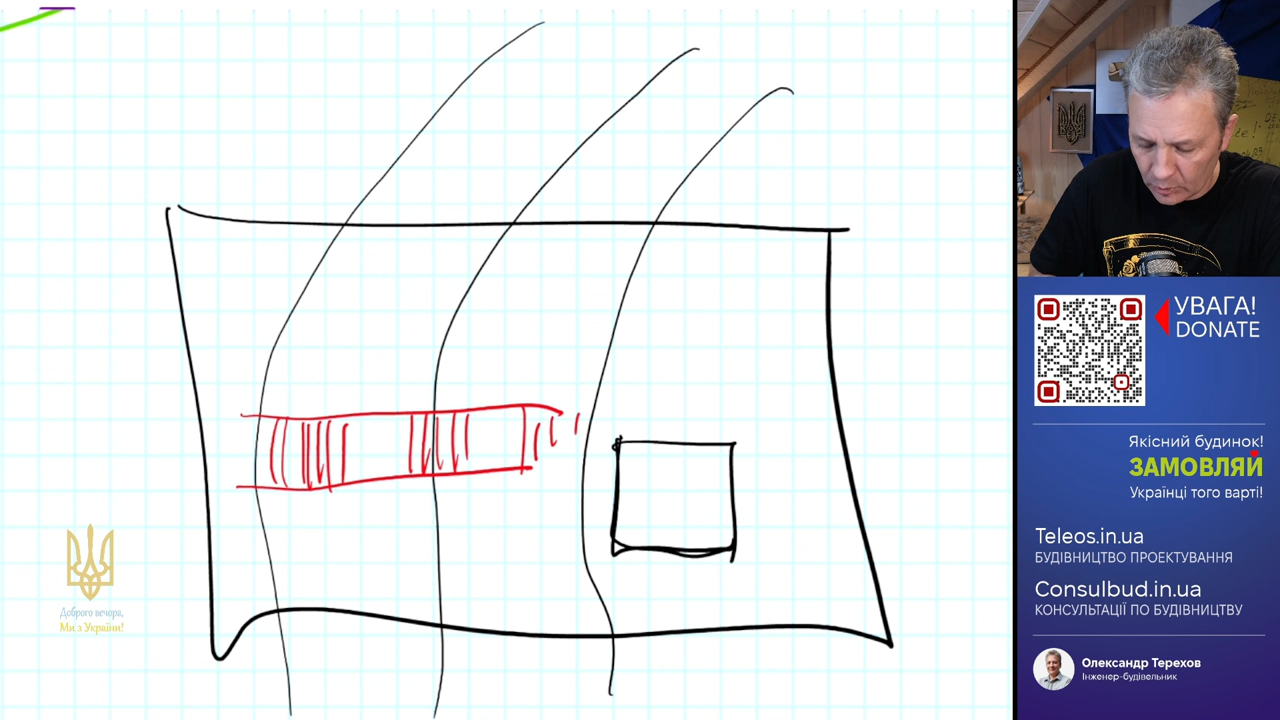 Доброго вечора,
Ми з України!
УВАГА!
DONATE
Якісний будинок!
ЗАМОВЛЯЙ
Українці того варті!
Teleos.in.ua
БУДІВНИЦТВО ПРОЕКТУВАННЯ
Consulbud.in.ua
КОНСУЛЬТАЦІЇ ПО БУДІВНИЦТВУ
Олександр Терехов
Інженер-будівельник